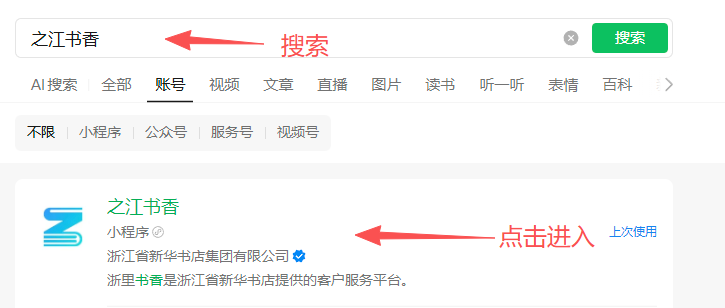 之江书香
搜索
搜索
AI搜索 全部 账号 视频 文章 直播 图片 读书 听一听 表情 百科
不限 小程序 公众号 服务号 视频号
之江书香
小程序
点击进入
上次使用
浙江省新华书店集团有限公司
浙里书香是浙江省新华书店提供的客户服务平台。